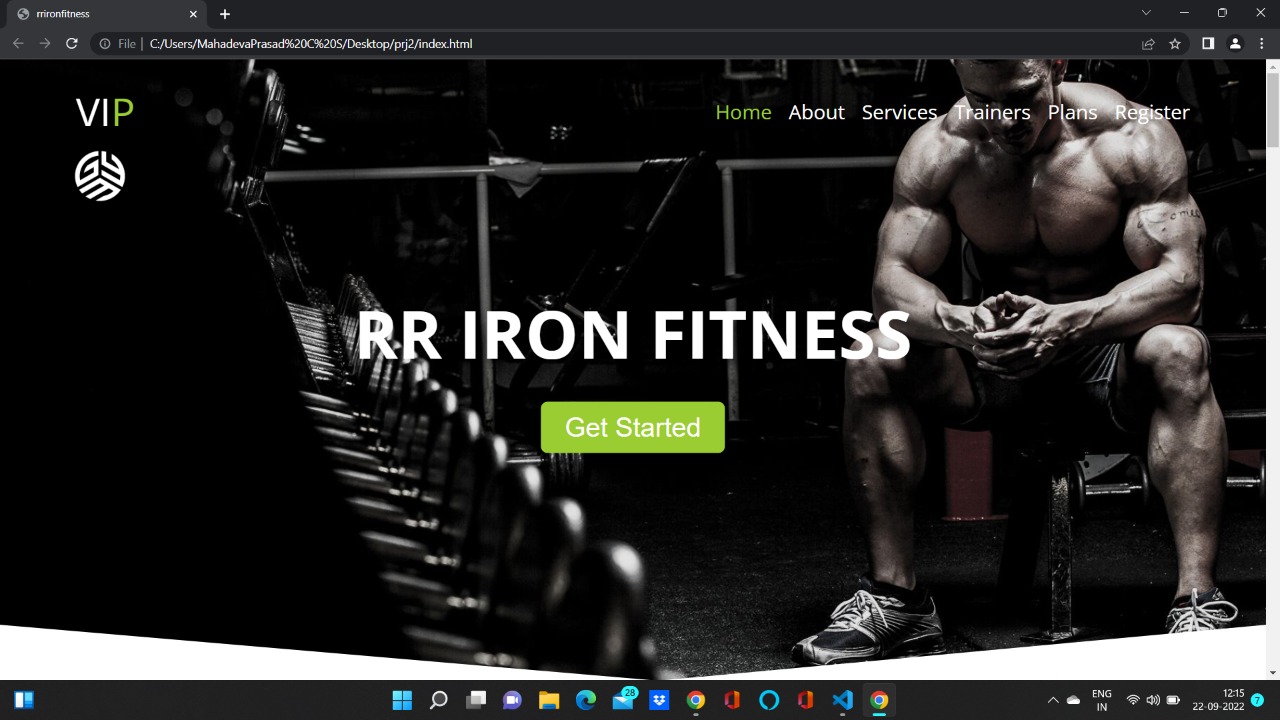 rrironfitness
File
C:/Users/MahadevaPrasad%20C%20S/Desktop/prj2/index.html
VIP
Home About Services Trainers Plans Register
RR IRON FITNESS
Get Started
28
ENG
IN
12:15
22-09-2022
7